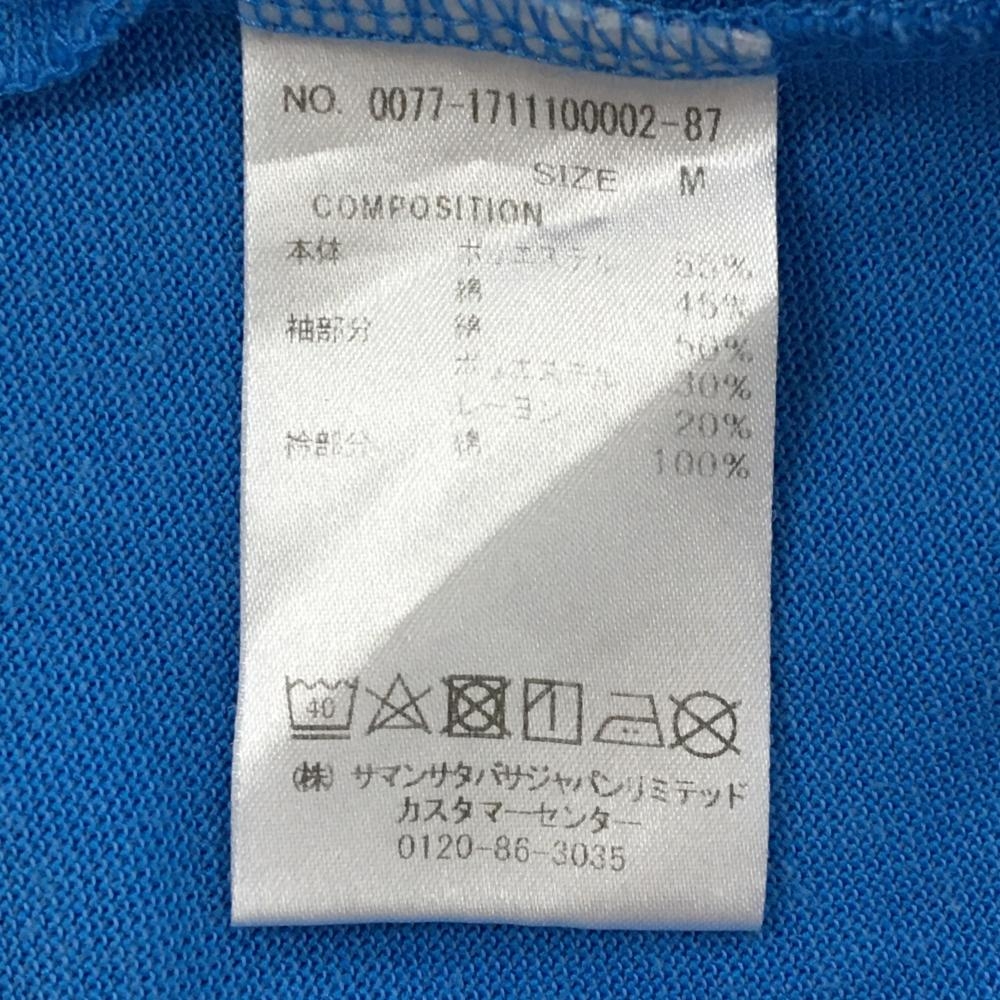 NO. 0077-1711100002-87
SIZE M
COMPOSITION
本体 ポリエステル 55%
綿 45%
袖部分 綿 50%
ポリエステル 30%
レーヨン 20%
衿部分 綿 100%
40
(株) サマンサタバサジャパンリミテッド
カスタマーセンター
0120-86-3035